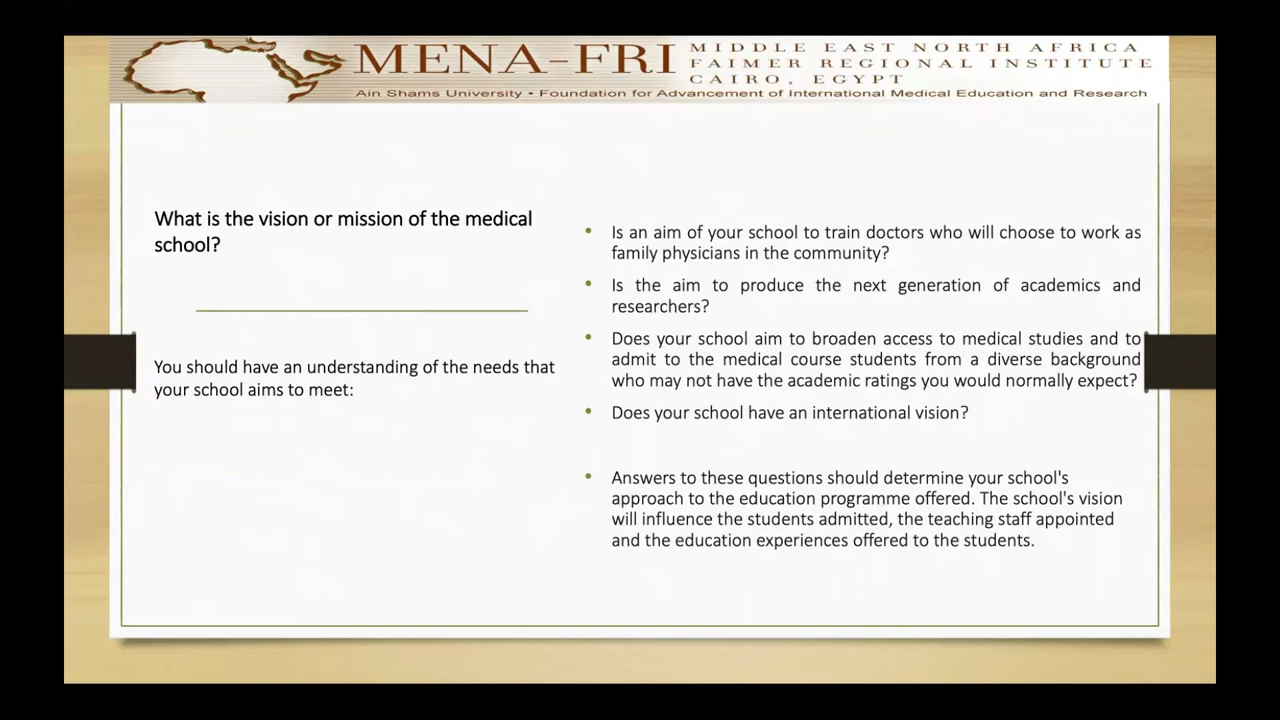 MENA-FRI
MIDDLE EAST NORTH AFRICA
FAIMER REGIONAL INSTITUTE
CAIRO, EGYPT
Ain Shams University • Foundation for Advancement of International Medical Education and Research
What is the vision or mission of the medical
school?
You should have an understanding of the needs that
your school aims to meet:
• Is an aim of your school to train doctors who will choose to work as
family physicians in the community?
• Is the aim to produce the next generation of academics and
researchers?
• Does your school aim to broaden access to medical studies and to
admit to the medical course students from a diverse background
who may not have the academic ratings you would normally expect?
• Does your school have an international vision?
• Answers to these questions should determine your school's
approach to the education programme offered. The school's vision
will influence the students admitted, the teaching staff appointed
and the education experiences offered to the students.